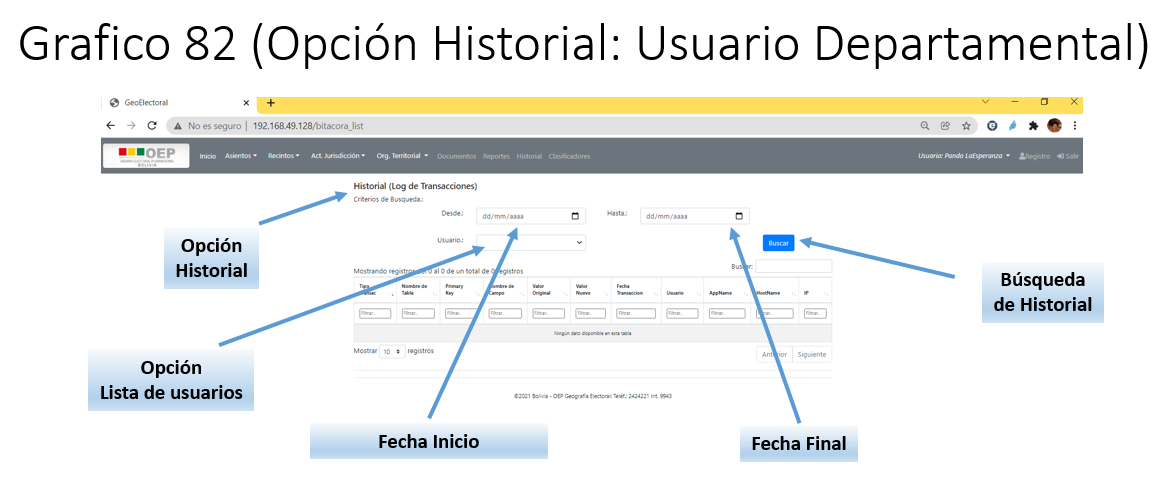 Grafico 82 (Opción Historial: Usuario Departamental)
GeoElectoral
No es seguro | 192.168.49.128/bitacora_list
OEP
BOLIVIA
Inicio Asientos Recintos Act. Jurisdicción Org. Territorial Documentos Reportes Historial Clasificadores Usuario: Pando LaEsperanza Registro Salir
Historial (Log de Transacciones)
Criterios de Busqueda.:
Desde.: dd/mm/aaaa Hasta.: dd/mm/aaaa
Usuario.: Buscar
Buscar:
Mostrando registros del 0 al 0 de un total de 0 registros
Tipo Transac Nombre de Tabla Primary Key Nombre de Campo Valor Original Valor Nuevo Fecha Transaccion Usuario AppName HostName IP
Filtrar.. Filtrar.. Filtrar.. Filtrar.. Filtrar.. Filtrar.. Filtrar.. Filtrar.. Filtrar.. Filtrar.. Filtrar..
Ningún dato disponible en esta tabla
Mostrar 10 registros Anterior Siguiente
©2021 Bolivia - OEP Geografía Electoral: Teléf.: 2424221 int. 9943
Opción
Historial
Búsqueda
de Historial
Opción
Lista de usuarios
Fecha Inicio
Fecha Final